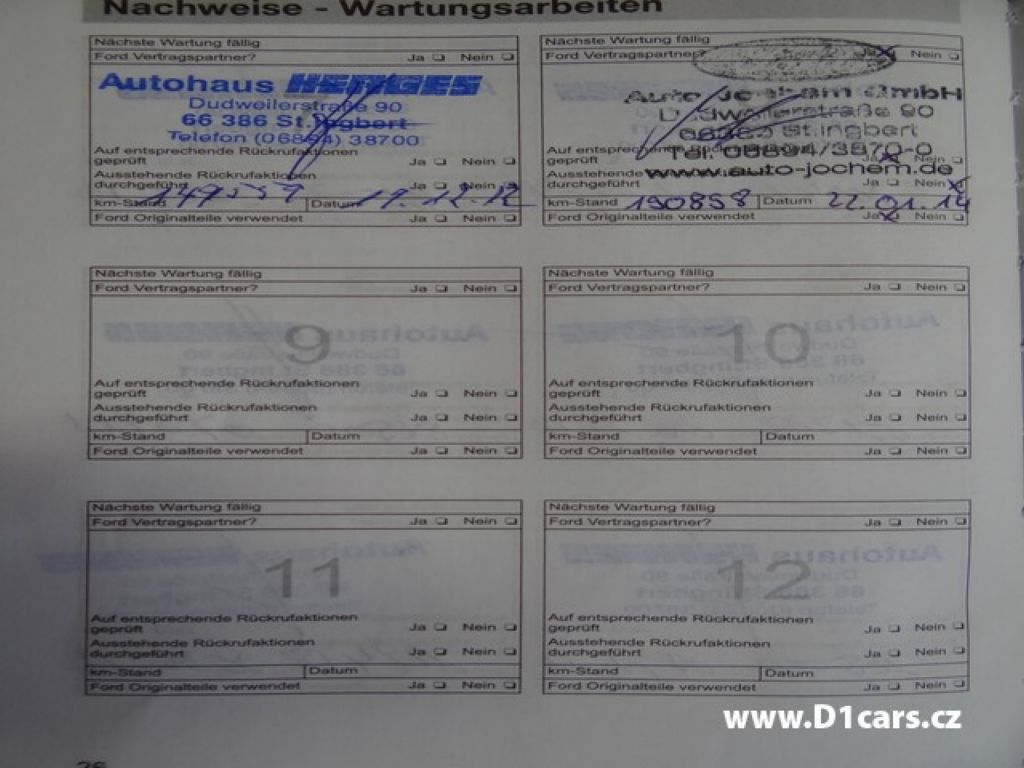 Nachweise - Wartungsarbeiten
Nächste Wartung fällig
Ford Vertragspartner? Ja Nein
Autohaus HERGES
Dudweilerstraße 90
66 386 St.Ingbert
Telefon (06894) 38700
Auf entsprechende Rückrufaktionen
geprüft Ja Nein
Ausstehende Rückrufaktionen
durchgeführt Ja Nein
km-Stand Datum 17.12.12
Ford Originalteile verwendet Ja Nein
Nächste Wartung fällig
Ford Vertragspartner? Ja Nein
Auto Jochem GmbH
Dudweilerstraße 90
St.Ingbert
Tel. 06894/3870-0
www.auto-jochem.de
Auf entsprechende
geprüft Ja Nein
Ausstehende
durchgeführt Ja Nein
km-Stand 190858 Datum 22.01.14
Ford Originalteile verwendet Ja Nein
Nächste Wartung fällig
Ford Vertragspartner? Ja Nein
9
Auf entsprechende Rückrufaktionen
geprüft Ja Nein
Ausstehende Rückrufaktionen
durchgeführt Ja Nein
km-Stand Datum
Ford Originalteile verwendet Ja Nein
Nächste Wartung fällig
Ford Vertragspartner? Ja Nein
10
Auf entsprechende Rückrufaktionen
geprüft Ja Nein
Ausstehende Rückrufaktionen
durchgeführt Ja Nein
km-Stand Datum
Ford Originalteile verwendet Ja Nein
Nächste Wartung fällig
Ford Vertragspartner? Ja Nein
11
Auf entsprechende Rückrufaktionen
geprüft Ja Nein
Ausstehende Rückrufaktionen
durchgeführt Ja Nein
km-Stand Datum
Ford Originalteile verwendet Ja Nein
Nächste Wartung fällig
Ford Vertragspartner? Ja Nein
12
Auf entsprechende Rückrufaktionen
geprüft Ja Nein
Ausstehende Rückrufaktionen
durchgeführt Ja Nein
km-Stand Datum
Ford Originalteile verwendet Ja Nein
www.D1cars.cz